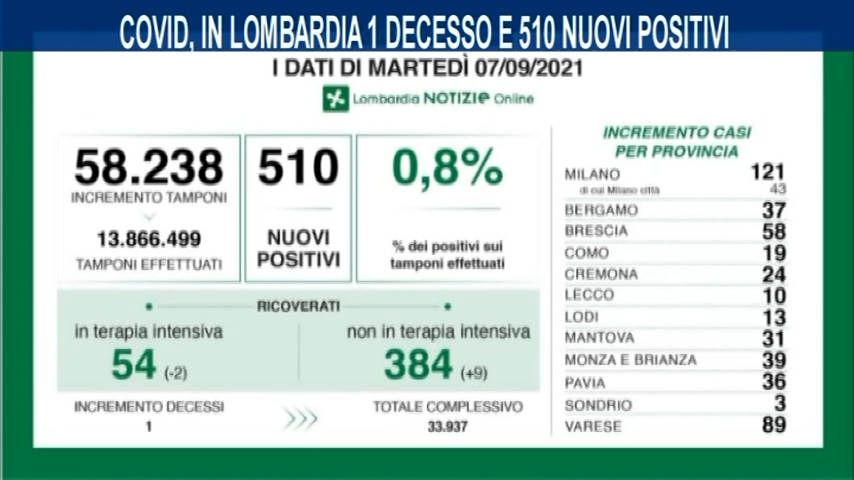 COVID, IN LOMBARDIA 1 DECESSO E 510 NUOVI POSITIVI
I DATI DI MARTEDÌ 07/09/2021
Lombardia NOTIZIE Online
58.238
INCREMENTO TAMPONI
13.866.499
TAMPONI EFFETTUATI
510
NUOVI
POSITIVI
0,8%
% dei positivi sui
tamponi effettuati
RICOVERATI
in terapia intensiva
54 (-2)
non in terapia intensiva
384 (+9)
INCREMENTO DECESSI
1
TOTALE COMPLESSIVO
33.937
INCREMENTO CASI
PER PROVINCIA
MILANO 121
di cui Milano città 43
BERGAMO 37
BRESCIA 58
COMO 19
CREMONA 24
LECCO 10
LODI 13
MANTOVA 31
MONZA E BRIANZA 39
PAVIA 36
SONDRIO 3
VARESE 89